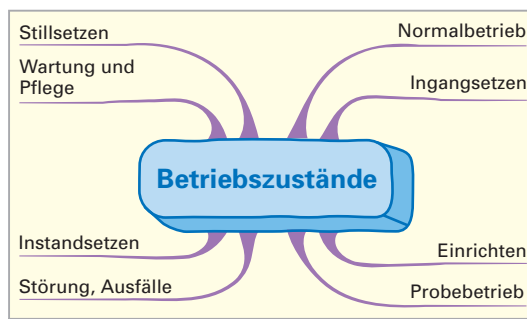 Stillsetzen
Normalbetrieb
Wartung und
Pflege
Ingangsetzen
Betriebszustände
Instandsetzen
Einrichten
Störung, Ausfälle
Probebetrieb